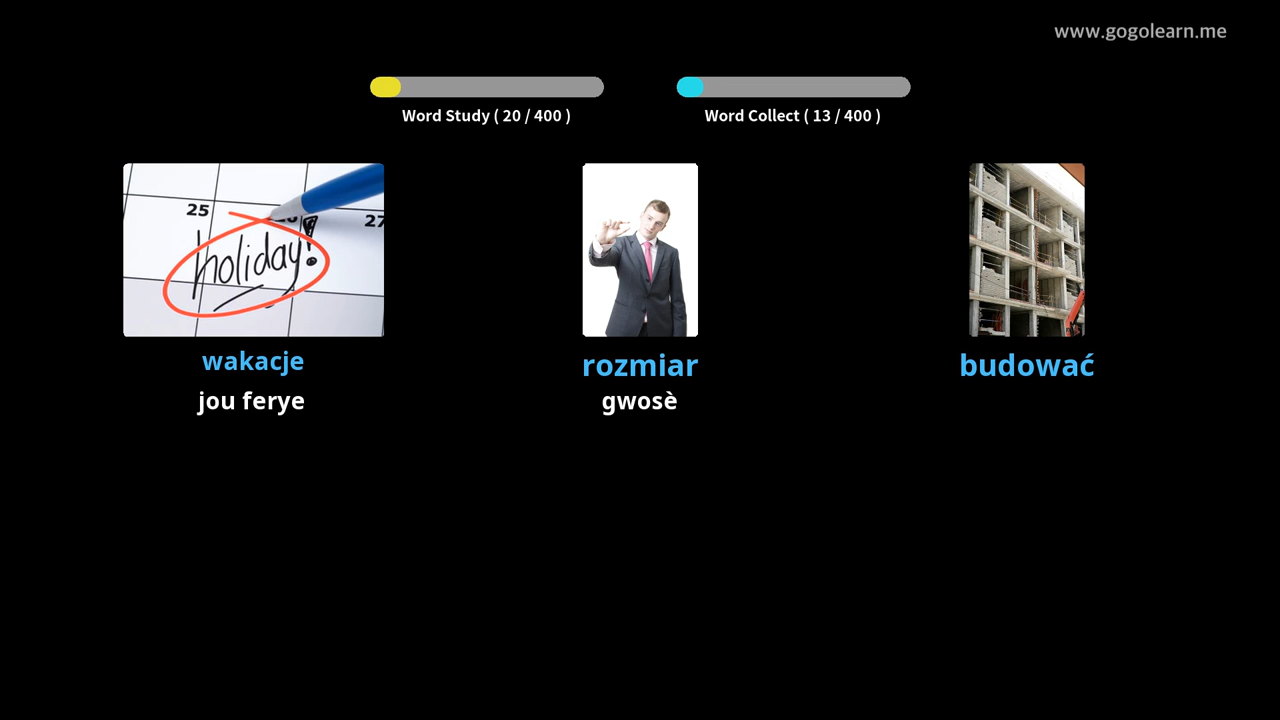 www.gogolearn.me
Word Study ( 20 / 400 )
Word Collect ( 13 / 400 )
25
27
holiday!
wakacje
rozmiar
budować
jou ferye
gwosè